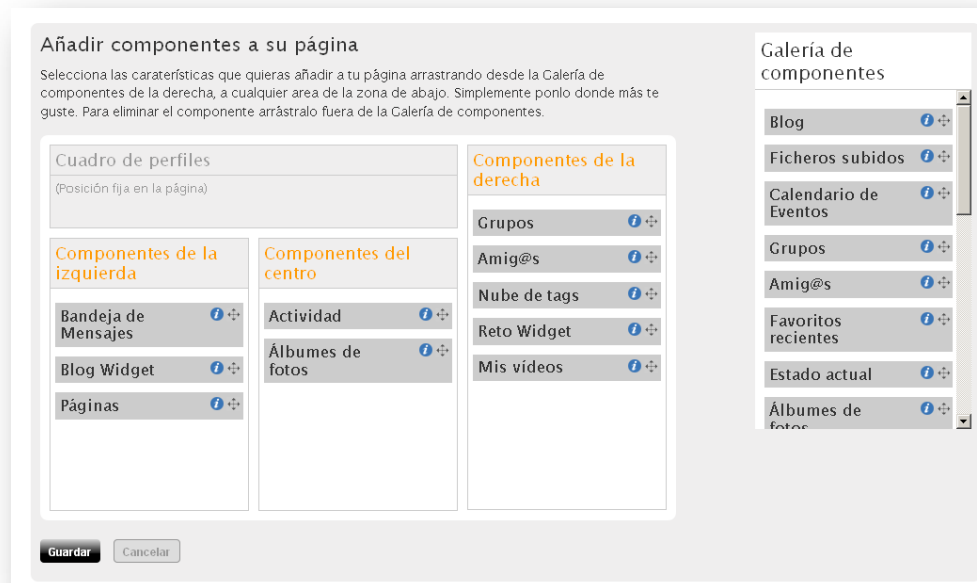 Añadir componentes a su página
Selecciona las caraterísticas que quieras añadir a tu página arrastrando desde la Galería de
componentes de la derecha, a cualquier area de la zona de abajo. Simplemente ponlo donde más te
guste. Para eliminar el componente arrástralo fuera de la Galería de componentes.
Cuadro de perfiles
(Posición fija en la página)
Componentes de la
izquierda
Bandeja de
Mensajes
Blog Widget
Páginas
Componentes del
centro
Actividad
Álbumes de
fotos
Componentes de la
derecha
Grupos
Amig@s
Nube de tags
Reto Widget
Mis vídeos
Guardar
Cancelar
Galería de
componentes
Blog
Ficheros subidos
Calendario de
Eventos
Grupos
Amig@s
Favoritos
recientes
Estado actual
Álbumes de
fotos